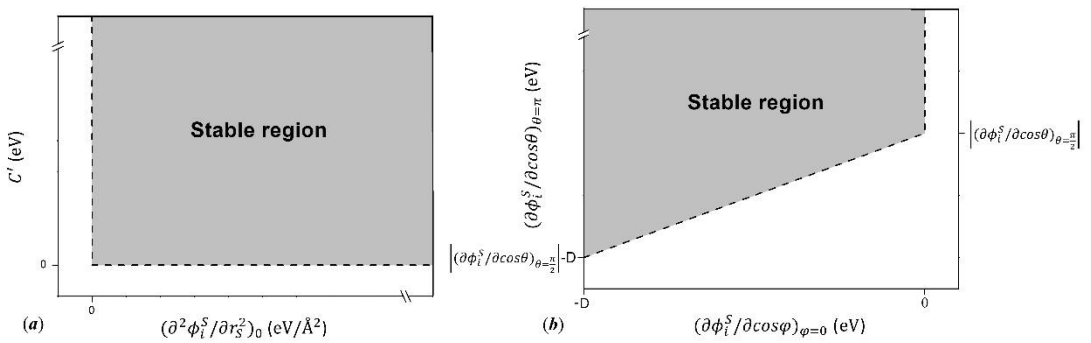 Stable region
C′ (eV)
0
0
(a)
(∂²ϕᵢˢ/∂r_S²)₀ (eV/Å²)
Stable region
(∂ϕᵢˢ/∂cosθ)_{θ=π} (eV)
|(∂ϕᵢˢ/∂cosθ)_{θ=π/2}|
|(∂ϕᵢˢ/∂cosθ)_{θ=π/2}|-D
-D
0
(b)
(∂ϕᵢˢ/∂cosφ)_{φ=0} (eV)